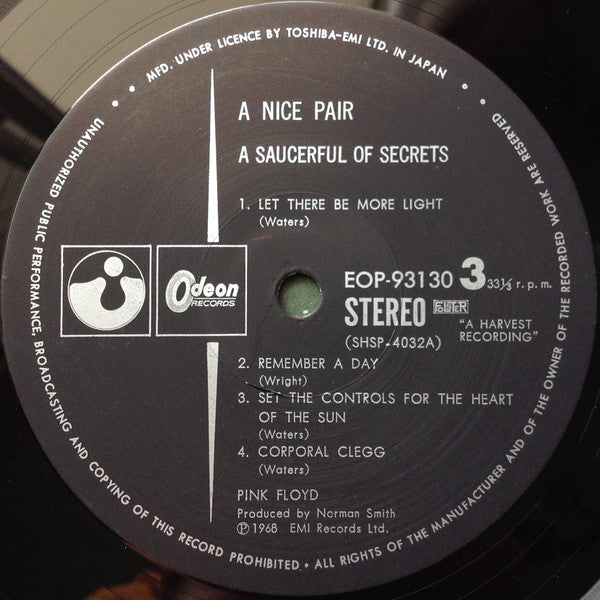 MFD. UNDER LICENCE BY TOSHIBA-EMI LTD. IN JAPAN
A NICE PAIR
A SAUCERFUL OF SECRETS
1. LET THERE BE MORE LIGHT
(Waters)
Odeon
RECORDS
EOP-93130 3 33⅓ r.p.m.
STEREO
(SHSP-4032A)
"A HARVEST
RECORDING"
2. REMEMBER A DAY
(Wright)
3. SET THE CONTROLS FOR THE HEART
OF THE SUN
(Waters)
4. CORPORAL CLEGG
(Waters)
PINK FLOYD
Produced by Norman Smith
Ⓟ1968 EMI Records Ltd.
ALL RIGHTS OF THE MANUFACTURER AND OF THE OWNER OF THE RECORDED WORK ARE RESERVED
UNAUTHORIZED PUBLIC PERFORMANCE, BROADCASTING AND COPYING OF THIS RECORD PROHIBITED.